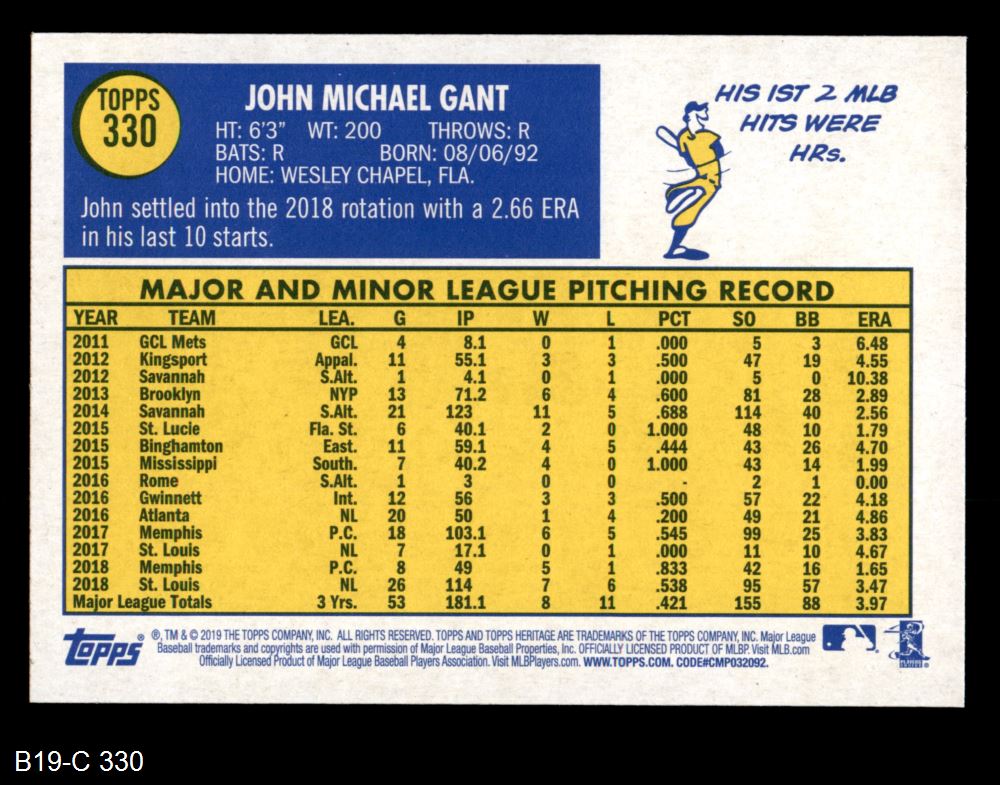 TOPPS
330
JOHN MICHAEL GANT
HT: 6'3" WT: 200 THROWS: R
BATS: R BORN: 08/06/92
HOME: WESLEY CHAPEL, FLA.
John settled into the 2018 rotation with a 2.66 ERA
in his last 10 starts.
HIS 1ST 2 MLB
HITS WERE
HRs.
MAJOR AND MINOR LEAGUE PITCHING RECORD
YEAR TEAM LEA. G IP W L PCT SO BB ERA
2011 GCL Mets GCL 4 8.1 0 1 .000 5 3 6.48
2012 Kingsport Appal. 11 55.1 3 3 .500 47 19 4.55
2012 Savannah S.Alt. 1 4.1 0 1 .000 5 0 10.38
2013 Brooklyn NYP 13 71.2 6 4 .600 81 28 2.89
2014 Savannah S.Alt. 21 123 11 5 .688 114 40 2.56
2015 St. Lucie Fla. St. 6 40.1 2 0 1.000 48 10 1.79
2015 Binghamton East. 11 59.1 4 5 .444 43 26 4.70
2015 Mississippi South. 7 40.2 4 0 1.000 43 14 1.99
2016 Rome S.Alt. 1 3 0 0 - 2 1 0.00
2016 Gwinnett Int. 12 56 3 3 .500 57 22 4.18
2016 Atlanta NL 20 50 1 4 .200 49 21 4.86
2017 Memphis P.C. 18 103.1 6 5 .545 99 25 3.83
2017 St. Louis NL 7 17.1 0 1 .000 11 10 4.67
2018 Memphis P.C. 8 49 5 1 .833 42 16 1.65
2018 St. Louis NL 26 114 7 6 .538 95 57 3.47
Major League Totals 3 Yrs. 53 181.1 8 11 .421 155 88 3.97
topps ® ®, TM & © 2019 THE TOPPS COMPANY, INC. ALL RIGHTS RESERVED. TOPPS AND TOPPS HERITAGE ARE TRADEMARKS OF THE TOPPS COMPANY, INC. Major League
Baseball trademarks and copyrights are used with permission of Major League Baseball Properties, Inc. OFFICIALLY LICENSED PRODUCT OF MLBP. Visit MLB.com
Officially Licensed Product of Major League Baseball Players Association. Visit MLBPlayers.com. WWW.TOPPS.COM. CODE#CMP032092.
B19-C 330